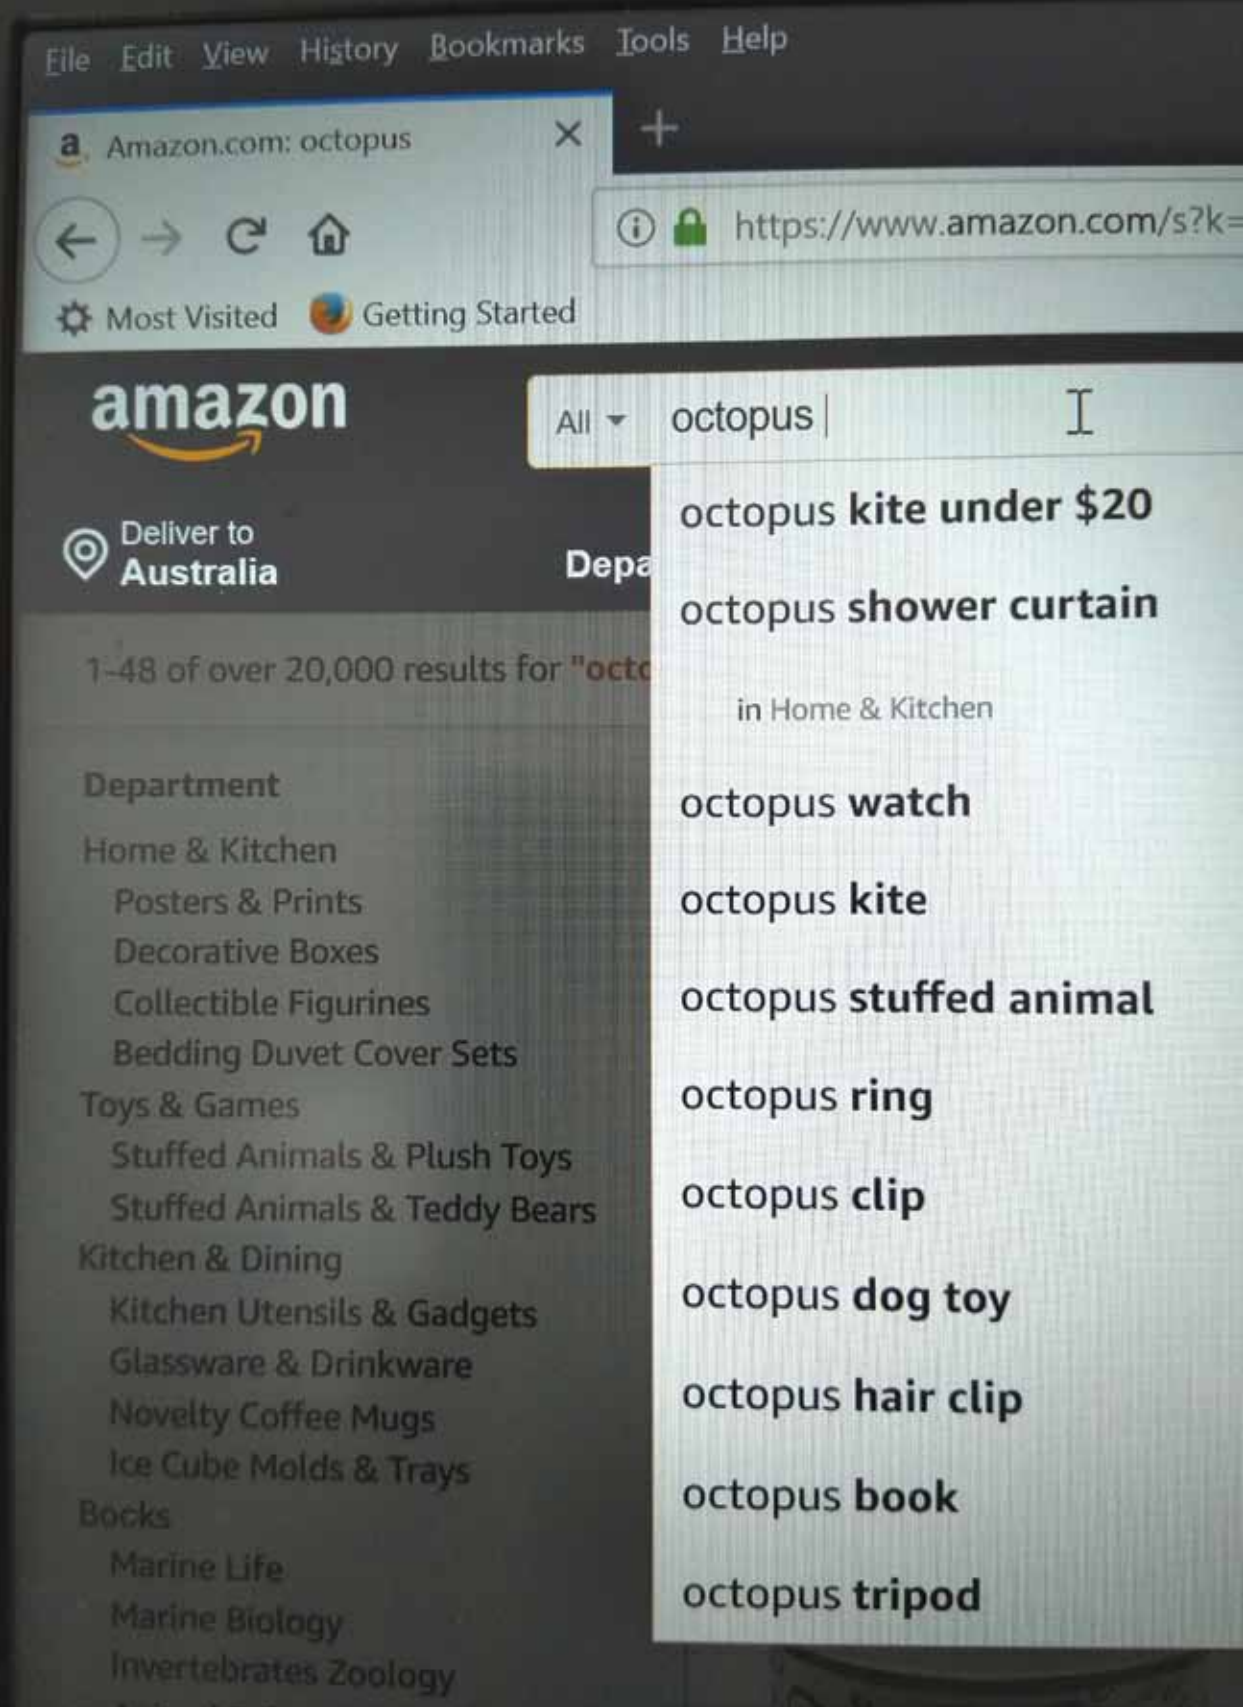 File Edit View History Bookmarks Tools Help
a Amazon.com: octopus
https://www.amazon.com/s?k=
Most Visited Getting Started
amazon
All octopus
Deliver to
Australia
Depa
1-48 of over 20,000 results for "octo
Department
Home & Kitchen
Posters & Prints
Decorative Boxes
Collectible Figurines
Bedding Duvet Cover Sets
Toys & Games
Stuffed Animals & Plush Toys
Stuffed Animals & Teddy Bears
Kitchen & Dining
Kitchen Utensils & Gadgets
Glassware & Drinkware
Novelty Coffee Mugs
Ice Cube Molds & Trays
Books
Marine Life
Marine Biology
Invertebrates Zoology
octopus kite under $20
octopus shower curtain
in Home & Kitchen
octopus watch
octopus kite
octopus stuffed animal
octopus ring
octopus clip
octopus dog toy
octopus hair clip
octopus book
octopus tripod